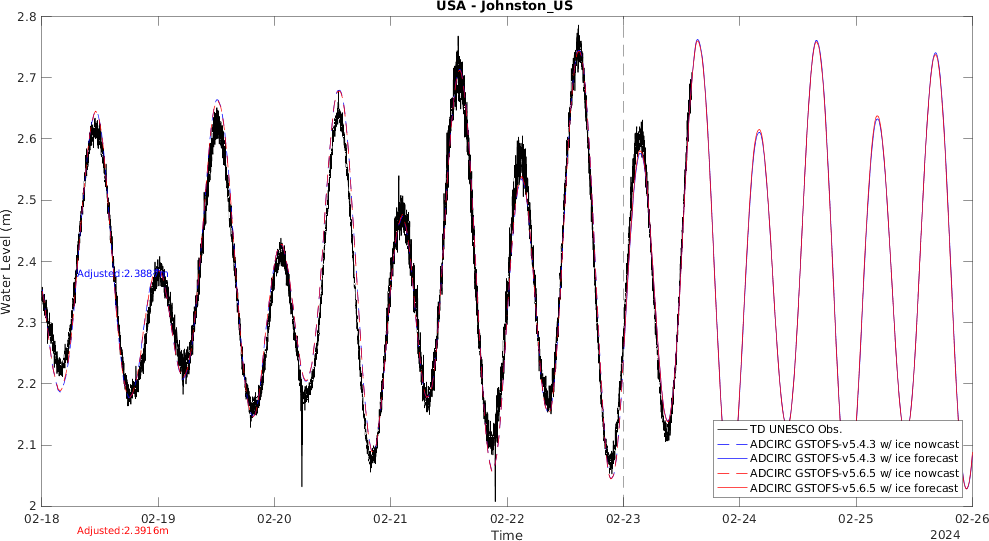 USA - Johnston_US
2.8
2.7
2.6
2.5
2.4
2.3
2.2
2.1
2
Water Level (m)
Adjusted:2.388
TD UNESCO Obs.
ADCIRC GSTOFS-v5.4.3 w/ ice nowcast
ADCIRC GSTOFS-v5.4.3 w/ ice forecast
ADCIRC GSTOFS-v5.6.5 w/ ice nowcast
ADCIRC GSTOFS-v5.6.5 w/ ice forecast
02-18 02-19 02-20 02-21 02-22 02-23 02-24 02-25 02-26
Adjusted:2.3916m
Time
2024